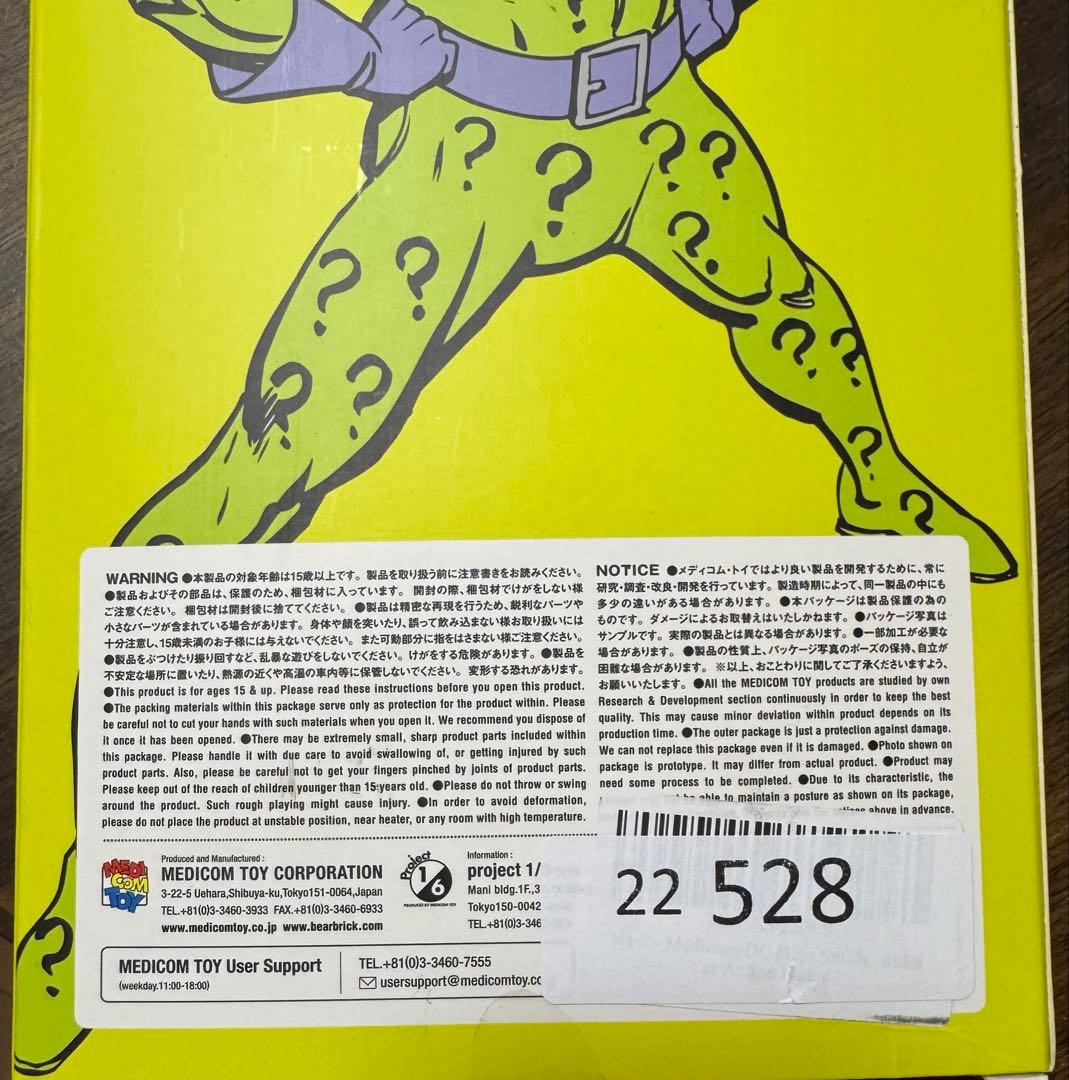 WARNING ●本製品の対象年齢は15歳以上です。製品を取り扱う前に注意書きをお読みください。
●製品およびその部品は、保護のため、梱包材に入っています。 開封の際、梱包材でけがをしない様
ご注意ください。 梱包材は開封後に捨ててください。 ●製品は精密な再現を行うため、鋭利なパーツや
小さなパーツが含まれている場合があります。 身体や顔を突いたり、誤って飲み込まない様お取り扱いには
十分注意し、15歳未満のお子様には与えないでください。また可動部分に指をはさまない様ご注意ください。
●製品をぶつけたり振り回すなど、乱暴な遊びをしないでください。けがをする危険があります。●製品を
不安定な場所に置いたり、熱源の近くや高温の車内等に保管しないでください。 変形する恐れがあります。
●This product is for ages 15 & up. Please read these instructions before you open this product.
●The packing materials within this package serve only as protection for the product within. Please
be careful not to cut your hands with such materials when you open it. We recommend you dispose of
it once it has been opened. ●There may be extremely small, sharp product parts included within
this package. Please handle it with due care to avoid swallowing of, or getting injured by such
product parts. Also, please be careful not to get your fingers pinched by joints of product parts.
Please keep out of the reach of children younger than 15 years old. ●Please do not throw or swing
around the product. Such rough playing might cause injury. ●In order to avoid deformation,
please do not place the product at unstable position, near heater, or any room with high temperature.
NOTICE ●メディコム・トイではより良い製品を開発するために、常に
研究・調査・改良・開発を行っています。 製造時期によって、同一製品の中にも
多少の違いがある場合があります。 ●本パッケージは製品保護の為の
ものです。ダメージによるお取替えはいたしかねます。 ●パッケージ写真は
サンプルです。 実際の製品とは異なる場合があります。 ●一部加工が必要な
場合があります。 ●製品の性質上、パッケージ写真のポーズの保持、自立が
困難な場合があります。 ※以上、おことわりに関してご了承くださいますよう、
お願いいたします。 ●All the MEDICOM TOY products are studied by own
Research & Development section continuously in order to keep the best
quality. This may cause minor deviation within product depends on its
production time. ●The outer package is just a protection against damage.
We can not replace this package even if it is damaged. ●Photo shown on
package is prototype. It may differ from actual product. ●Product may
need some process to be completed. ●Due to its characteristic, the
not be able to maintain a posture as shown on its package,
above in advance.
MEDI
COM
TOY
Produced and Manufactured :
MEDICOM TOY CORPORATION
3-22-5 Uehara,Shibuya-ku,Tokyo151-0064,Japan
TEL.+81(0)3-3460-3933 FAX.+81(0)3-3460-6933
www.medicomtoy.co.jp www.bearbrick.com
Project
1/6
PRODUCED BY MEDICOM TOY
Information :
project 1/
Mani bldg.1F.,3
Tokyo150-0042
TEL.+81(0)3-346
MEDICOM TOY User Support
(weekday.11:00-18:00)
TEL.+81(0)3-3460-7555
usersupport@medicomtoy.co
22 528